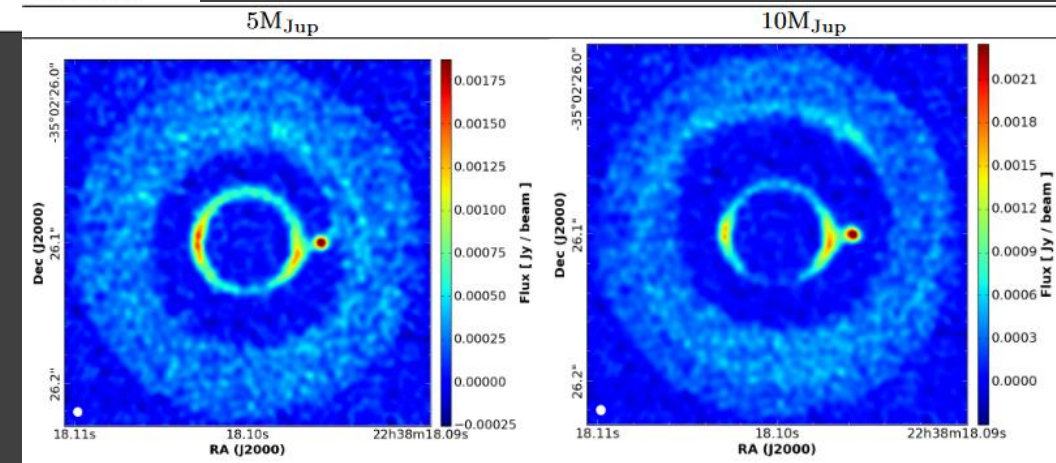 5M_Jup 10M_Jup
-35°02'26.0"
26.1"
26.2"
Dec (J2000)
18.11s 18.10s 22h38m18.09s
RA (J2000)
0.00175
0.00150
0.00125
0.00100
0.00075
0.00050
0.00025
0.00000
−0.00025
Flux [ Jy / beam ]
-35°02'26.0"
26.1"
26.2"
Dec (J2000)
18.11s 18.10s 22h38m18.09s
RA (J2000)
0.0021
0.0018
0.0015
0.0012
0.0009
0.0006
0.0003
0.0000
Flux [ Jy / beam ]